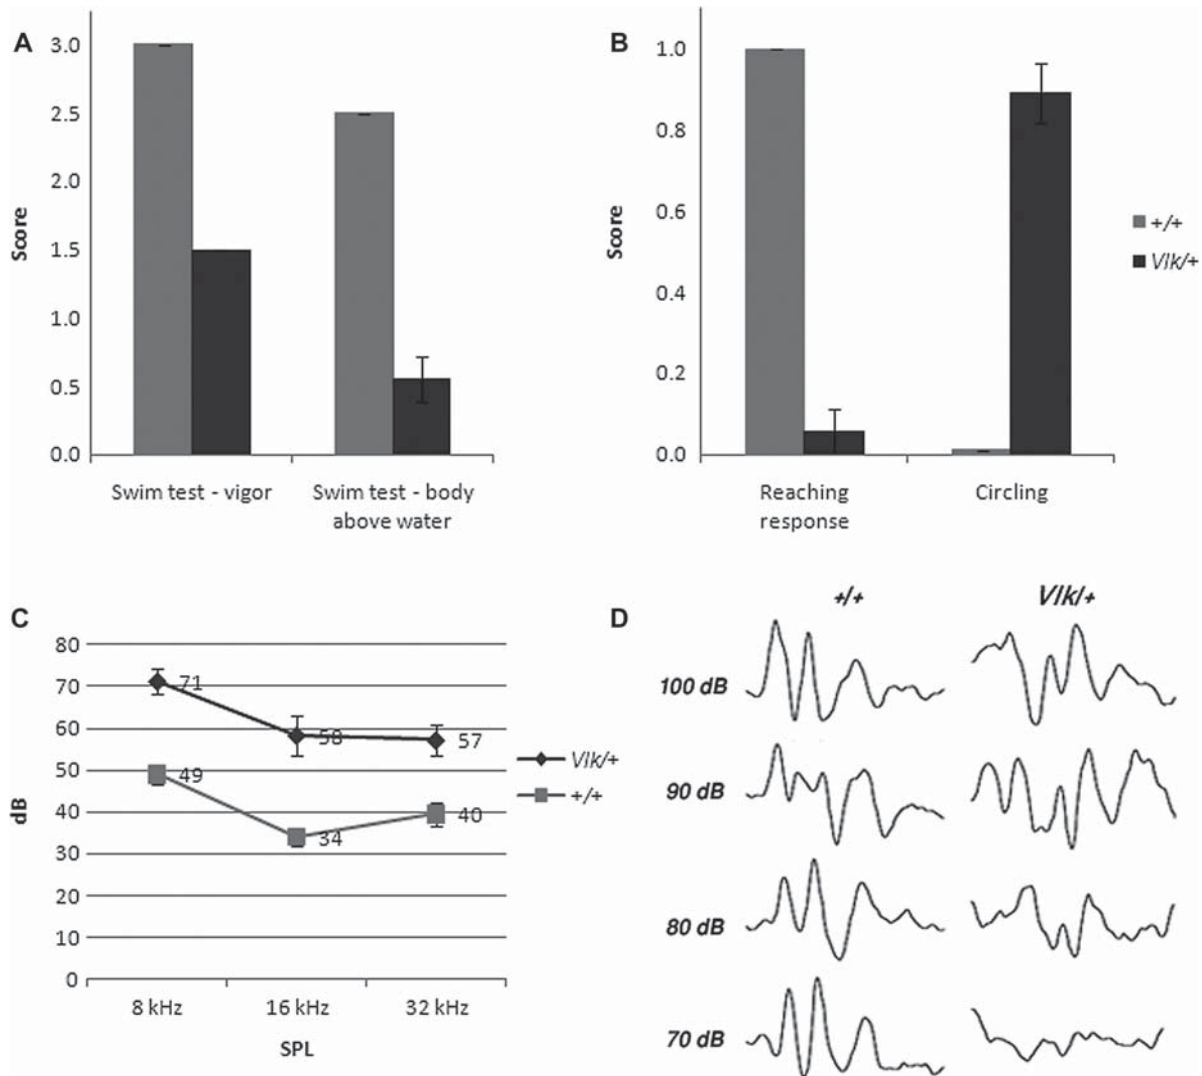 A
Score
3.0
2.5
2.0
1.5
1.0
0.5
0.0
Swim test - vigor
Swim test - body
above water
B
Score
1.0
0.8
0.6
0.4
0.2
0.0
Reaching
response
Circling
+/+
Vlk/+
C
dB
80
70
60
50
40
30
20
10
0
71
58
57
49
34
40
8 kHz
16 kHz
32 kHz
SPL
Vlk/+
+/+
D
+/+
Vlk/+
100 dB
90 dB
80 dB
70 dB